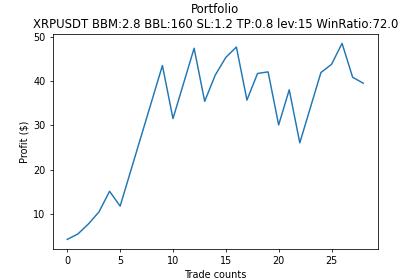 Portfolio
XRPUSDT BBM:2.8 BBL:160 SL:1.2 TP:0.8 lev:15 WinRatio:72.0
50
40
30
20
10
Profit ($)
0 5 10 15 20 25
Trade counts